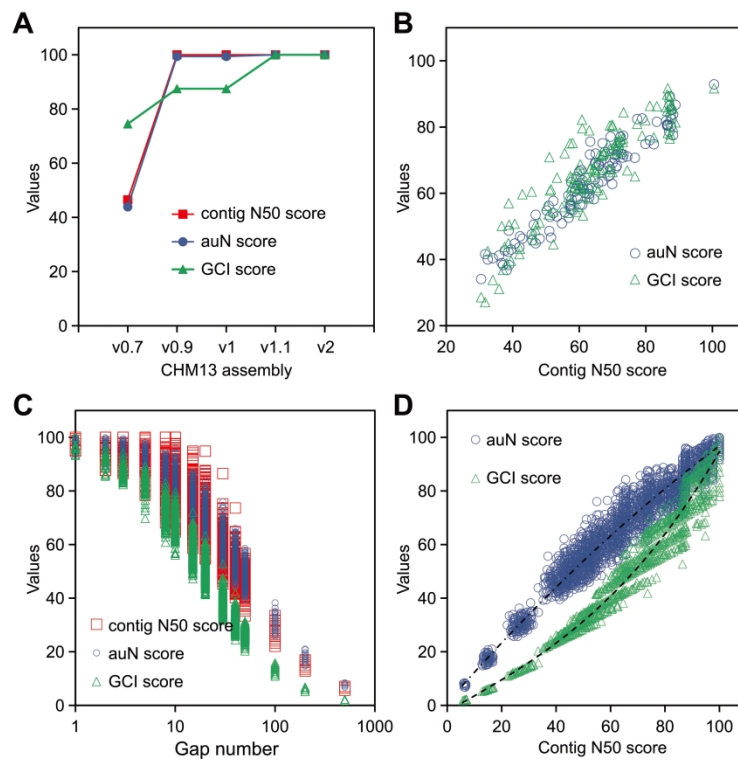 A
Values
100
80
60
40
20
0
contig N50 score
auN score
GCI score
v0.7 v0.9 v1 v1.1 v2
CHM13 assembly
B
Values
100
80
60
40
20
auN score
GCI score
20 40 60 80 100
Contig N50 score
C
Values
100
80
60
40
20
0
contig N50 score
auN score
GCI score
1 10 100 1000
Gap number
D
Values
100
80
60
40
20
0
auN score
GCI score
0 20 40 60 80 100
Contig N50 score